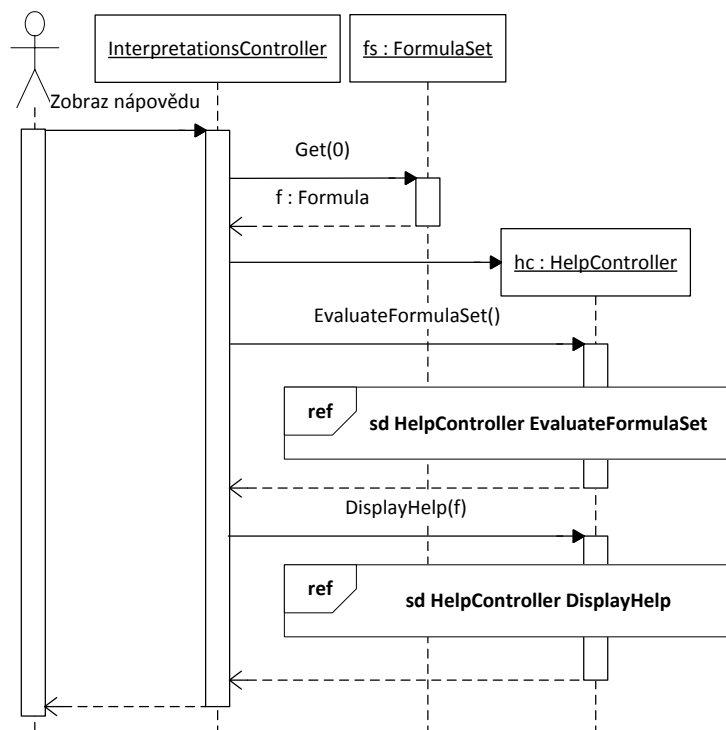 InterpretationsController
fs : FormulaSet
Zobraz nápovědu
Get(0)
f : Formula
hc : HelpController
EvaluateFormulaSet()
ref
sd HelpController EvaluateFormulaSet
DisplayHelp(f)
ref
sd HelpController DisplayHelp